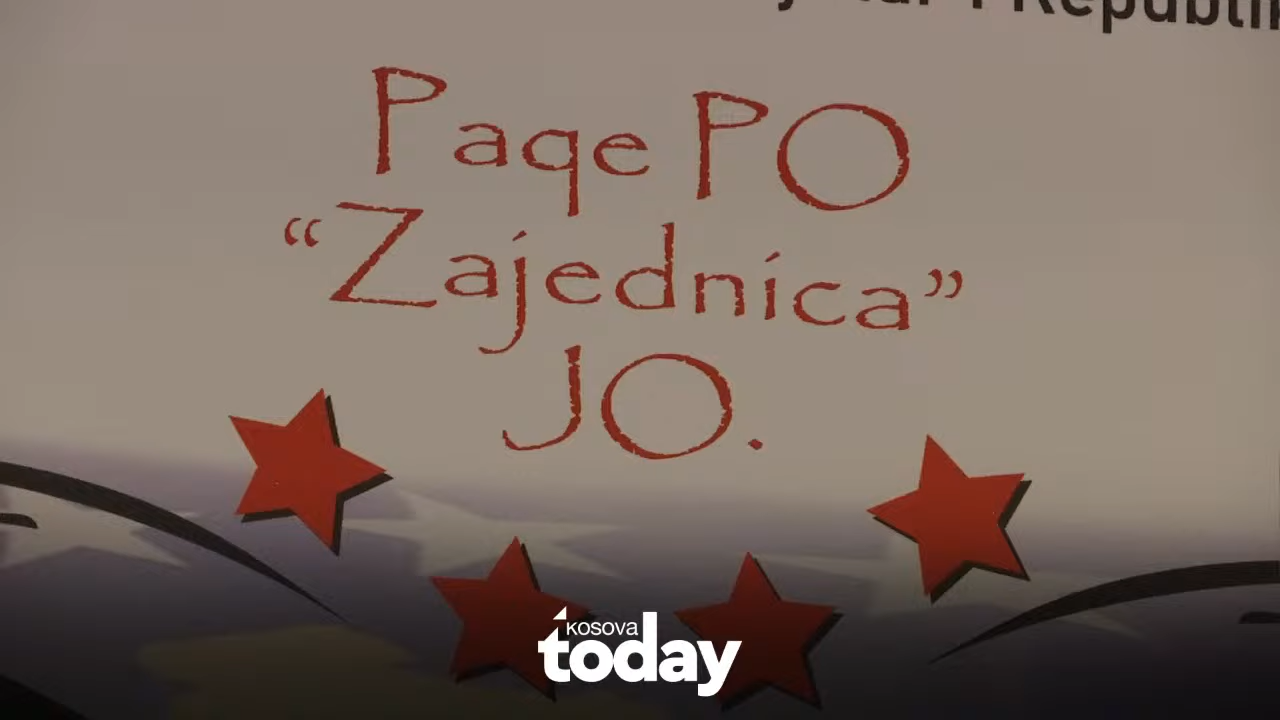 Paqe PO
“Zajednica”
JO.
kosova
today